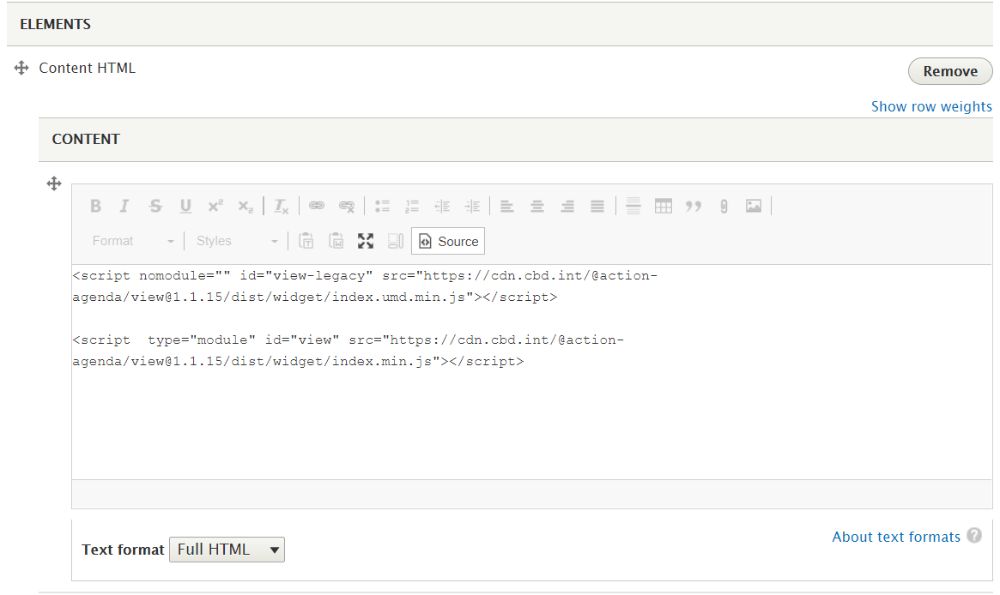 ELEMENTS
Content HTML
Remove
Show row weights
CONTENT
B I S U x² x₂ Tx
Format Styles Source
<script nomodule="" id="view-legacy" src="https://cdn.cbd.int/@action-
agenda/view@1.1.15/dist/widget/index.umd.min.js"></script>
<script  type="module" id="view" src="https://cdn.cbd.int/@action-
agenda/view@1.1.15/dist/widget/index.min.js"></script>
About text formats ?
Text format Full HTML